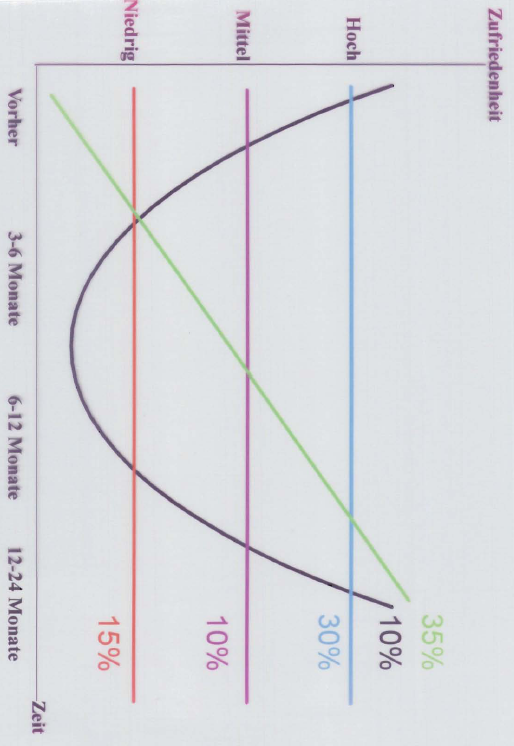 Zufriedenheit
Hoch
Mittel
Niedrig
35%
10%
30%
10%
15%
Vorher
3-6 Monate
6-12 Monate
12-24 Monate
Zeit